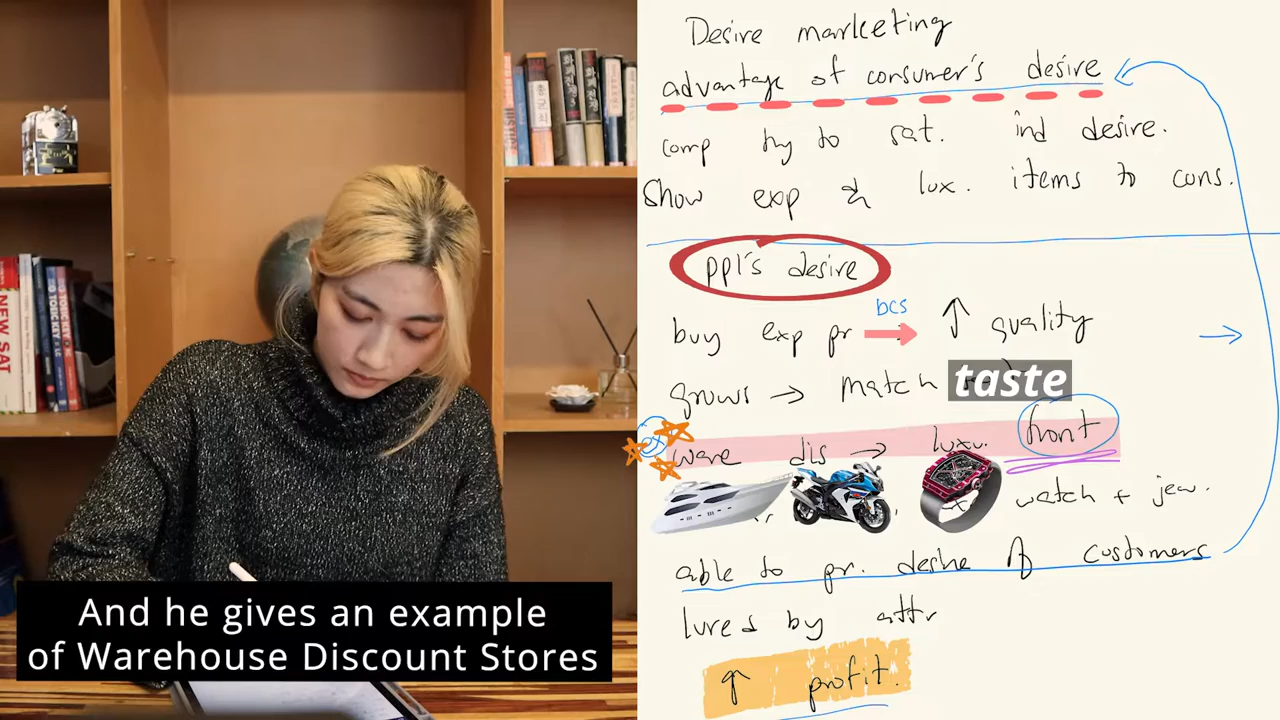 Desire marketing
advantage of consumer's desire
comp try to sat. ind desire.
Show exp & lux. items to cons.
ppl's desire
bcs
buy exp pr → ↑ quality →
grows → match taste
ex ware dis → luxu. front
watch + jew.
able to pr. desire of customers
lured by attr
↑ profit.
NEW SAT
And he gives an example
of Warehouse Discount Stores